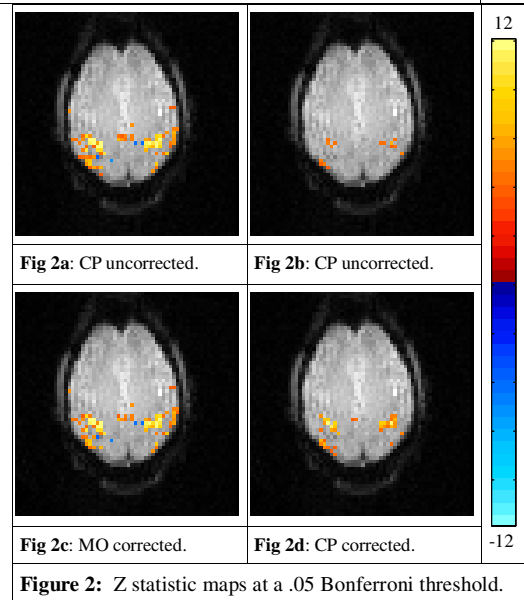 12
Fig 2a: CP uncorrected.
Fig 2b: CP uncorrected.
Fig 2c: MO corrected.
Fig 2d: CP corrected.
-12
Figure 2: Z statistic maps at a .05 Bonferroni threshold.